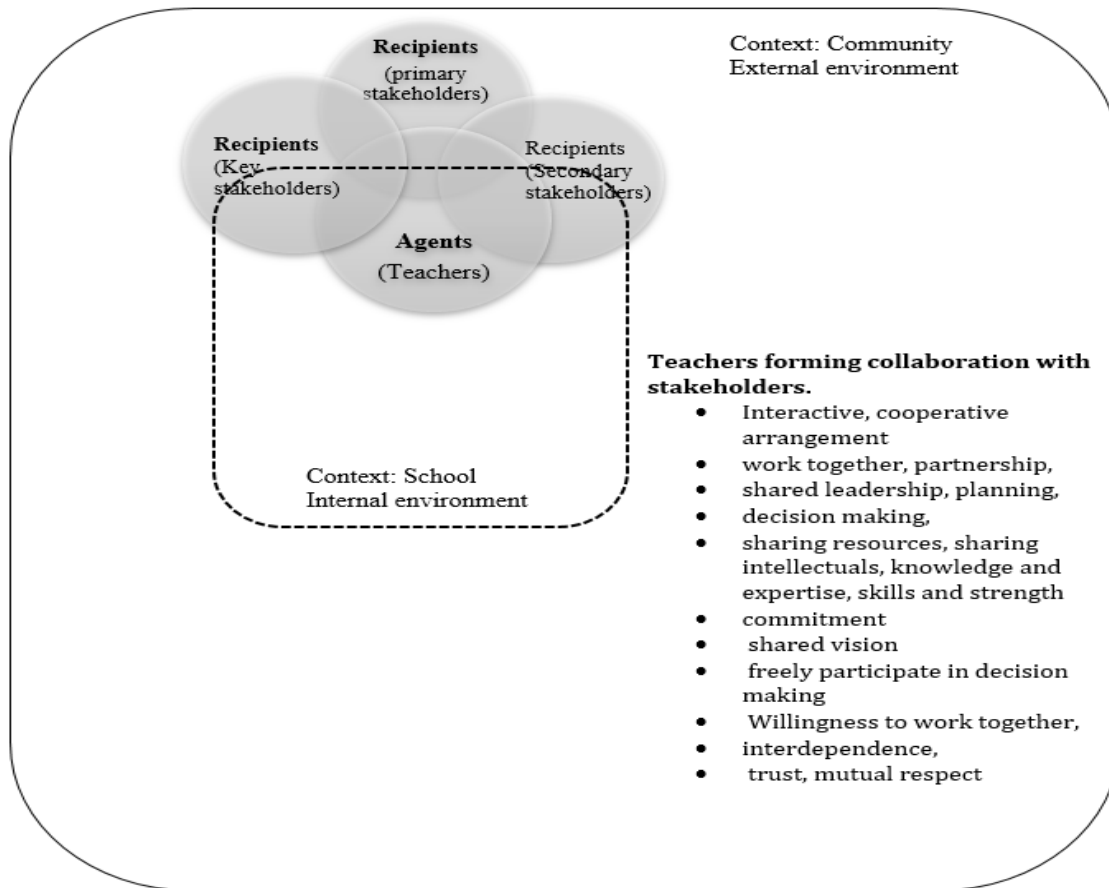 Recipients
(primary
stakeholders)
Context: Community
External environment
Recipients
(Key
stakeholders)
Recipients
(Secondary
stakeholders)
Agents
(Teachers)
Context: School
Internal environment
Teachers forming collaboration with
stakeholders.
• Interactive, cooperative
arrangement
• work together, partnership,
• shared leadership, planning,
• decision making,
• sharing resources, sharing
intellectuals, knowledge and
expertise, skills and strength
• commitment
• shared vision
• freely participate in decision
making
• Willingness to work together,
• interdependence,
• trust, mutual respect